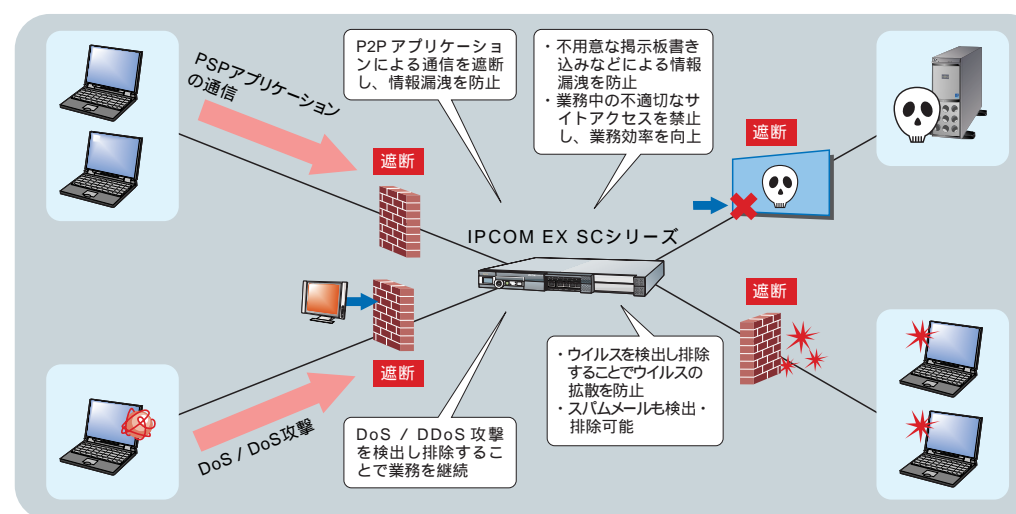 PSPアプリケーション
の通信
遮断
P2Pアプリケーショ
ンによる通信を遮断
し、情報漏洩を防止
・不用意な掲示板書き
込みなどによる情報
漏洩を防止
・業務中の不適切なサ
イトアクセスを禁止
し、業務効率を向上
遮断
IPCOM EX SCシリーズ
遮断
DoS / DoS攻撃
DoS / DDoS攻撃
を検出し排除するこ
とで業務を継続
・ウイルスを検出し排除
することでウイルスの
拡散を防止
・スパムメールも検出・
排除可能
遮断